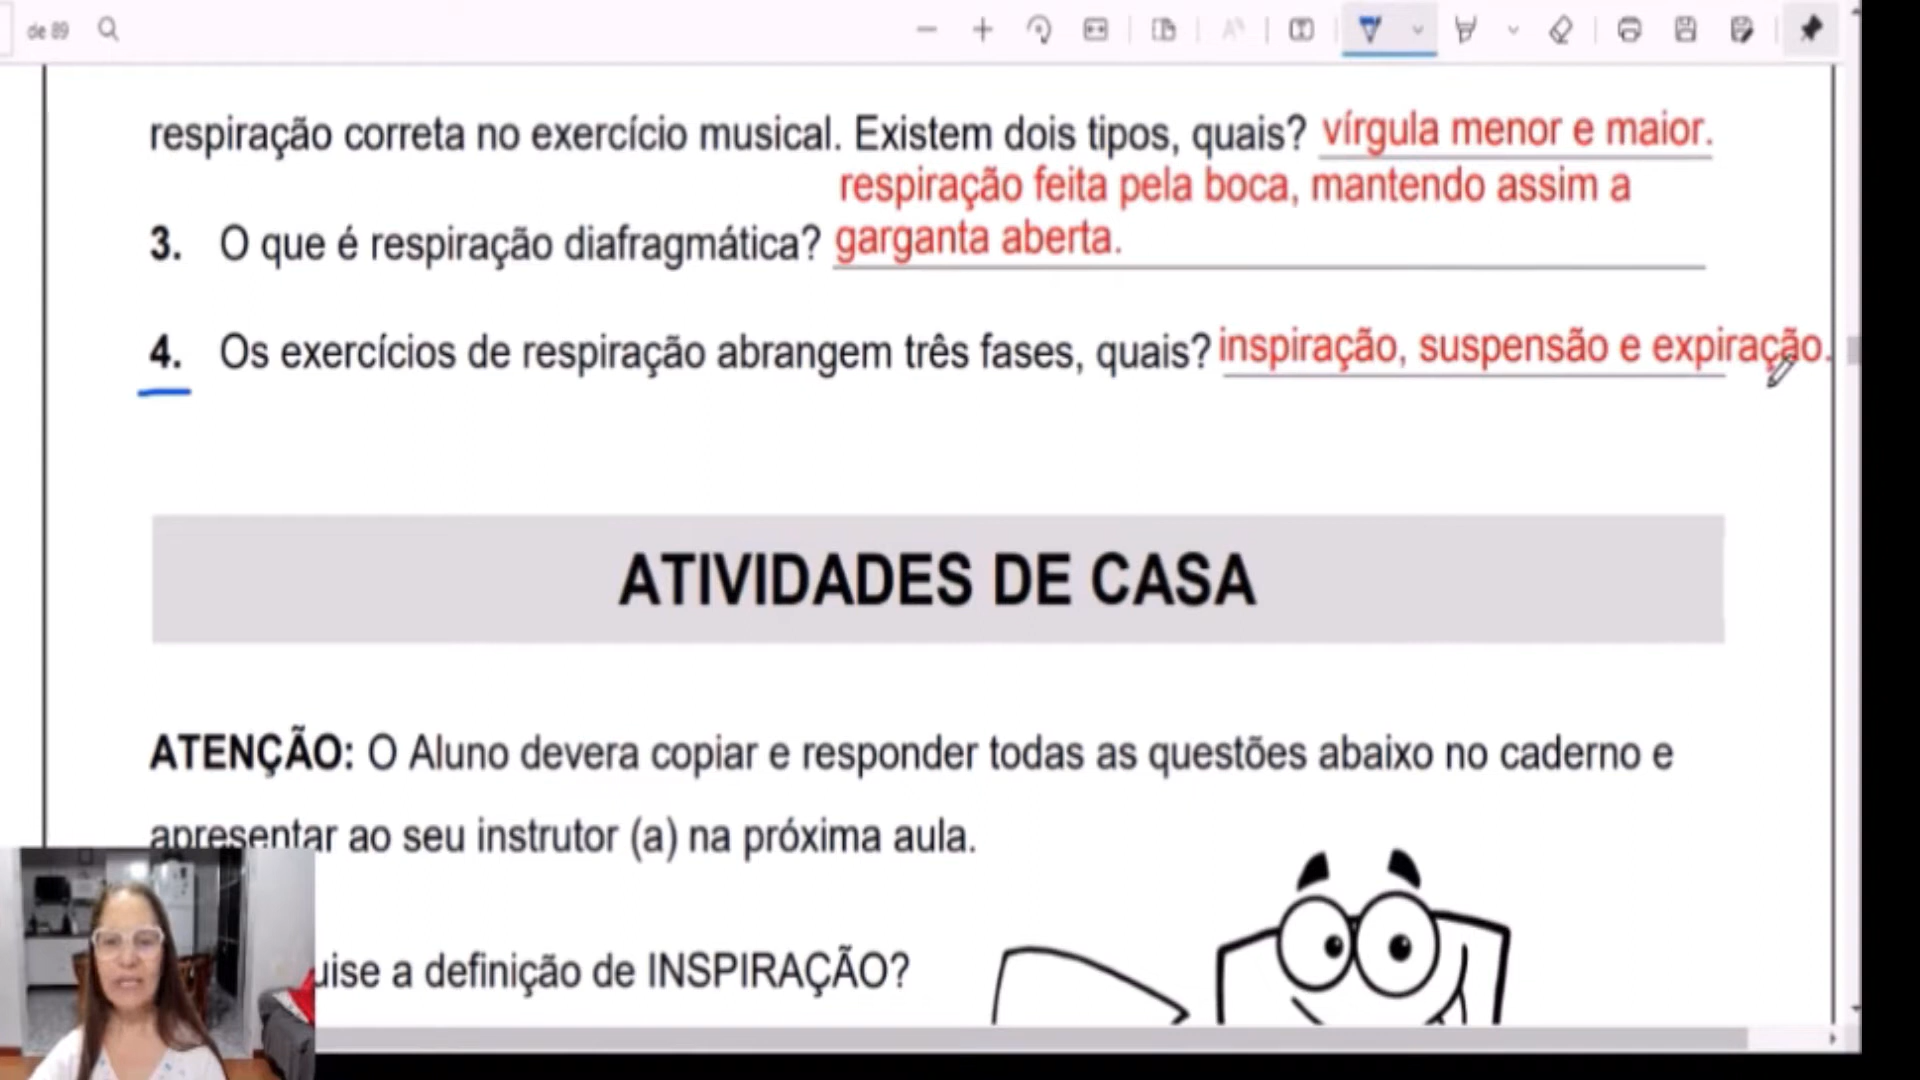 de 89
respiração correta no exercício musical. Existem dois tipos, quais? vírgula menor e maior.
respiração feita pela boca, mantendo assim a
3. O que é respiração diafragmática? garganta aberta.
4. Os exercícios de respiração abrangem três fases, quais? inspiração, suspensão e expiração.
ATIVIDADES DE CASA
ATENÇÃO: O Aluno devera copiar e responder todas as questões abaixo no caderno e
apresentar ao seu instrutor (a) na próxima aula.
uise a definição de INSPIRAÇÃO?